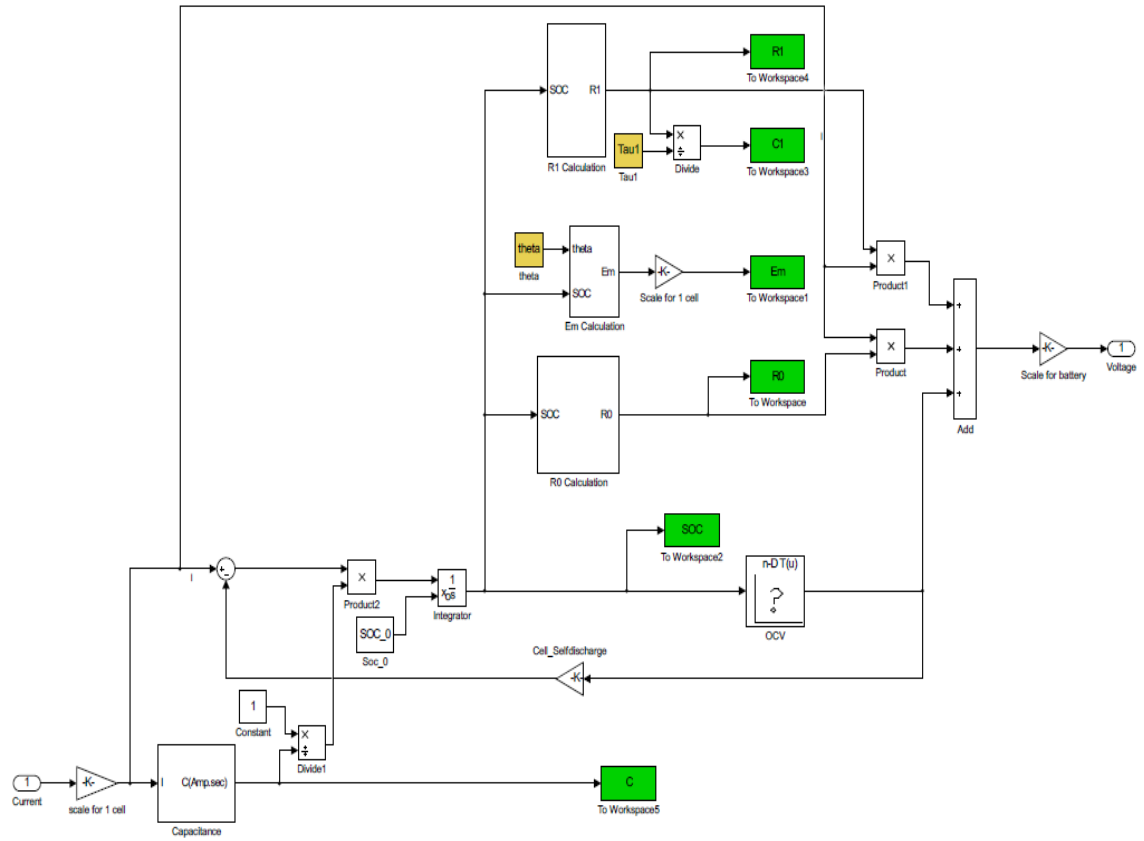 R1
To Workspace4
SOC
R1
R1 Calculation
Tau1
Tau1
×
÷
Divide
C1
To Workspace3
I
theta
theta
theta
SOC
Em
Em Calculation
-K-
Scale for 1 cell
Em
To Workspace1
×
Product1
×
Product
+
+
+
Add
-K-
Scale for battery
1
Voltage
SOC
R0
R0 Calculation
R0
To Workspace
SOC
To Workspace2
n-DT(u)
?
OCV
I
+
−
×
Product2
1
s
xo
Integrator
SOC_0
Soc_0
Cell_Selfdischarge
-K-
1
Constant
×
÷
Divide1
1
Current
-K-
scale for 1 cell
I
C(Amp.sec)
Capacitance
C
To Workspace5